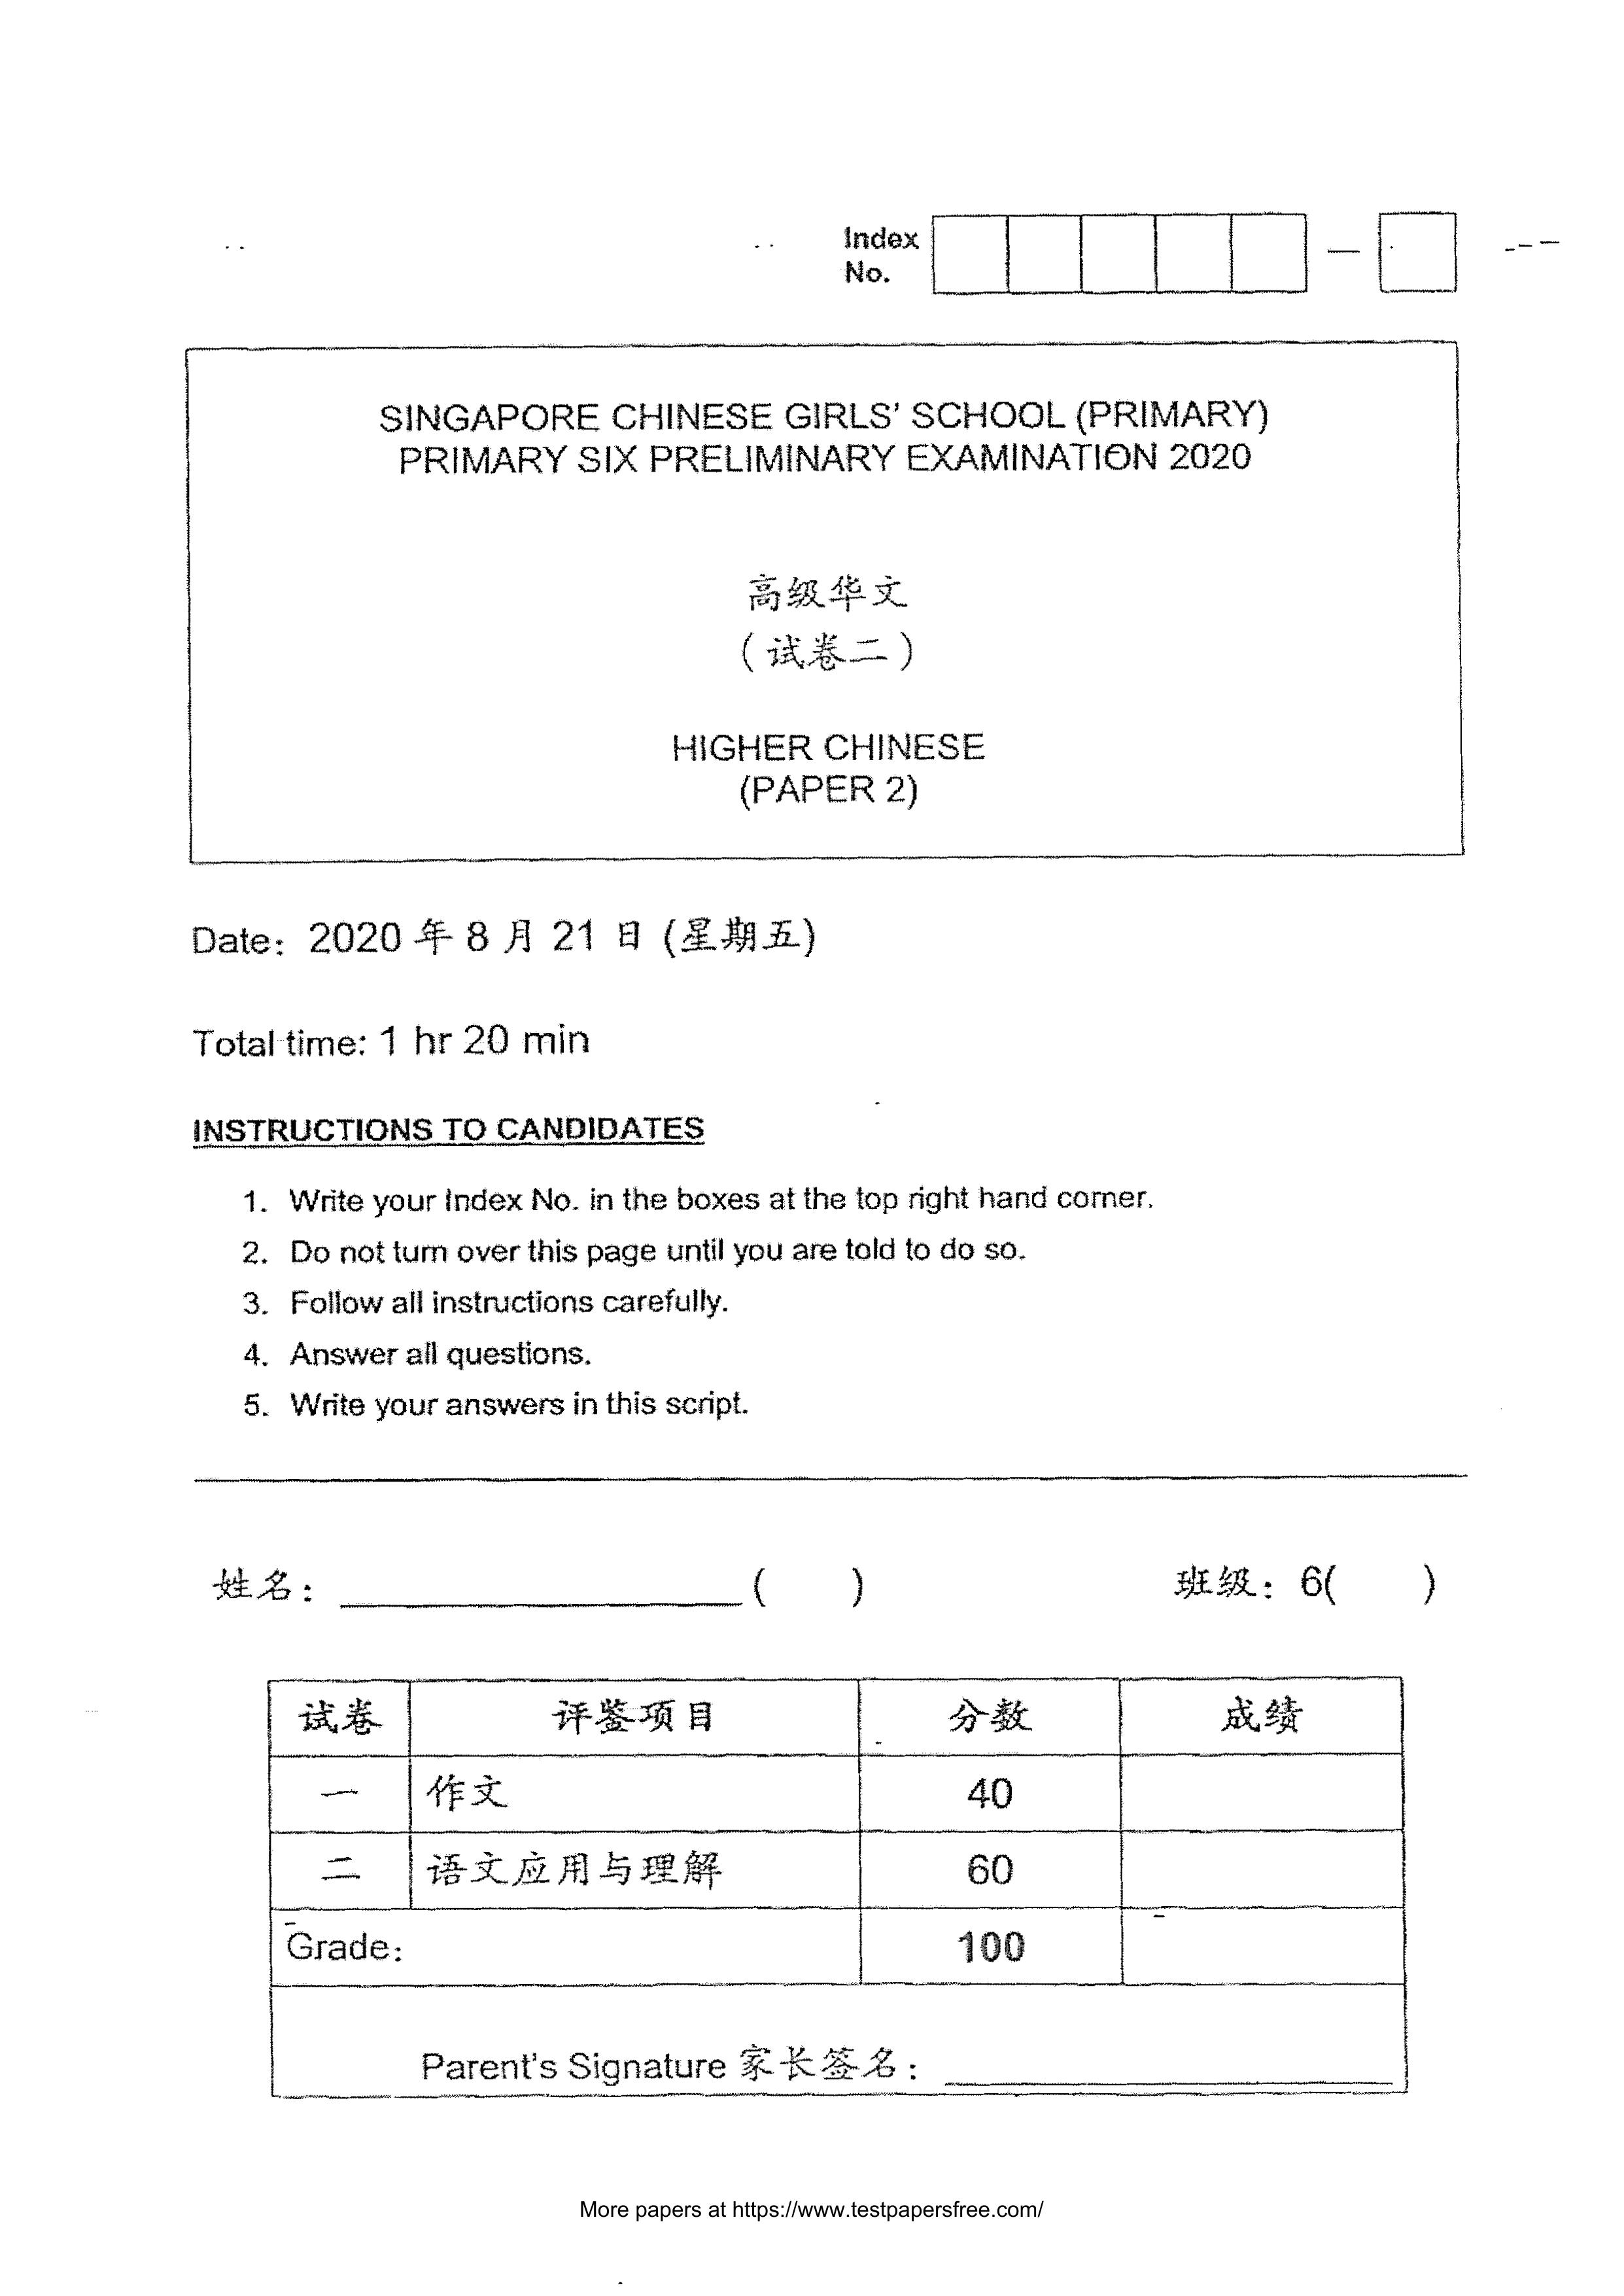 Index
No.
SINGAPORE CHINESE GIRLS' SCHOOL (PRIMARY)
PRIMARY SIX PRELIMINARY EXAMINATION 2020
高级华文
(试卷二)
HIGHER CHINESE
(PAPER 2)
Date: 2020 年 8 月 21 日 (星期五)
Total time: 1 hr 20 min
INSTRUCTIONS TO CANDIDATES
1. Write your Index No. in the boxes at the top right hand corner.
2. Do not turn over this page until you are told to do so.
3. Follow all instructions carefully.
4. Answer all questions.
5. Write your answers in this script.
姓名: ____________ ( ) 班级: 6( )
试卷 评鉴项目 分数 成绩
一 作文 40
二 语文应用与理解 60
Grade: 100
Parent's Signature 家长签名: ____________
More papers at https://www.testpapersfree.com/